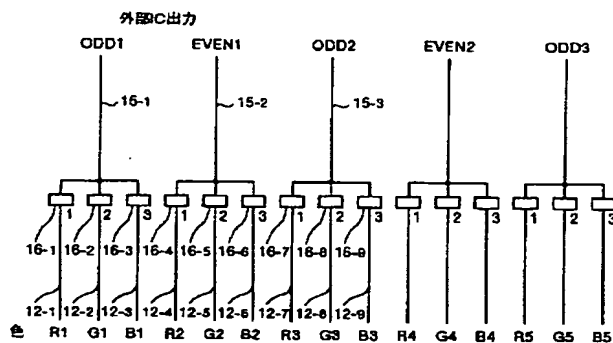 外部IC出力
ODD1 EVEN1 ODD2 EVEN2 ODD3
15-1 15-2 15-3
1 2 3 1 2 3 1 2 3 1 2 3 1 2 3
16-1 16-2 16-3 16-4 16-5 16-6 16-7 16-8 16-9
12-1 12-2 12-3 12-4 12-5 12-6 12-7 12-8 12-9
色 R1 G1 B1 R2 G2 B2 R3 G3 B3 R4 G4 B4 R5 G5 B5